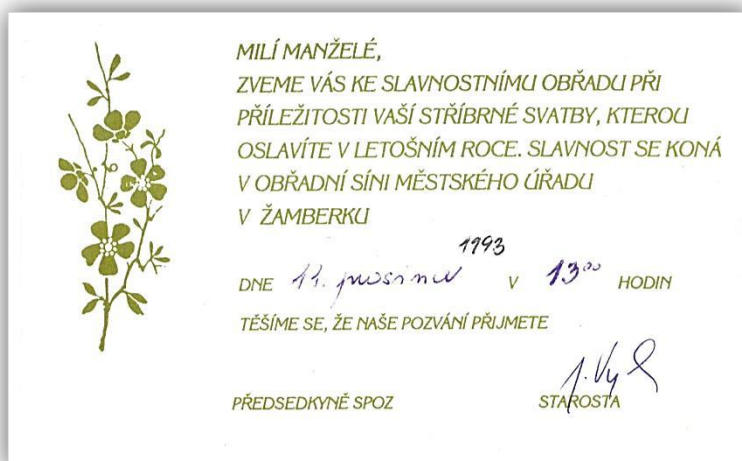 MILÍ MANŽELÉ,
ZVEME VÁS KE SLAVNOSTNÍMU OBŘADU PŘI
PŘÍLEŽITOSTI VAŠÍ STŘÍBRNÉ SVATBY, KTEROU
OSLAVÍTE V LETOŠNÍM ROCE. SLAVNOST SE KONÁ
V OBŘADNÍ SÍNI MĚSTSKÉHO ÚŘADU
V ŽAMBERKU
1993
DNE 11. prosince V 13⁰⁰ HODIN
TĚŠÍME SE, ŽE NAŠE POZVÁNÍ PŘIJMETE
PŘEDSEDKYNĚ SPOZ STAROSTA